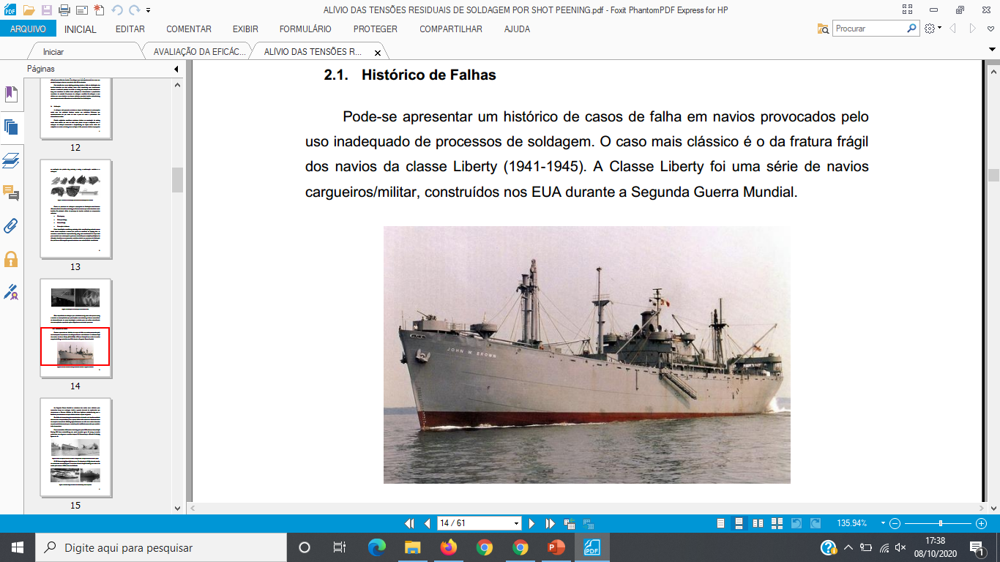 ALÍVIO DAS TENSÕES RESIDUAIS DE SOLDAGEM POR SHOT PEENING.pdf - Foxit PhantomPDF Express for HP
ARQUIVO INICIAL EDITAR COMENTAR EXIBIR FORMULÁRIO PROTEGER COMPARTILHAR AJUDA
Procurar
Iniciar AVALIAÇÃO DA EFICÁC... ALÍVIO DAS TENSÕES R...
Páginas
2.1. Histórico de Falhas
Pode-se apresentar um histórico de casos de falha em navios provocados pelo
uso inadequado de processos de soldagem. O caso mais clássico é o da fratura frágil
dos navios da classe Liberty (1941-1945). A Classe Liberty foi uma série de navios
cargueiros/militar, construídos nos EUA durante a Segunda Guerra Mundial.
JOHN W. BROWN
12
13
14
15
14 / 61
135.94%
Digite aqui para pesquisar
17:38
08/10/2020
1